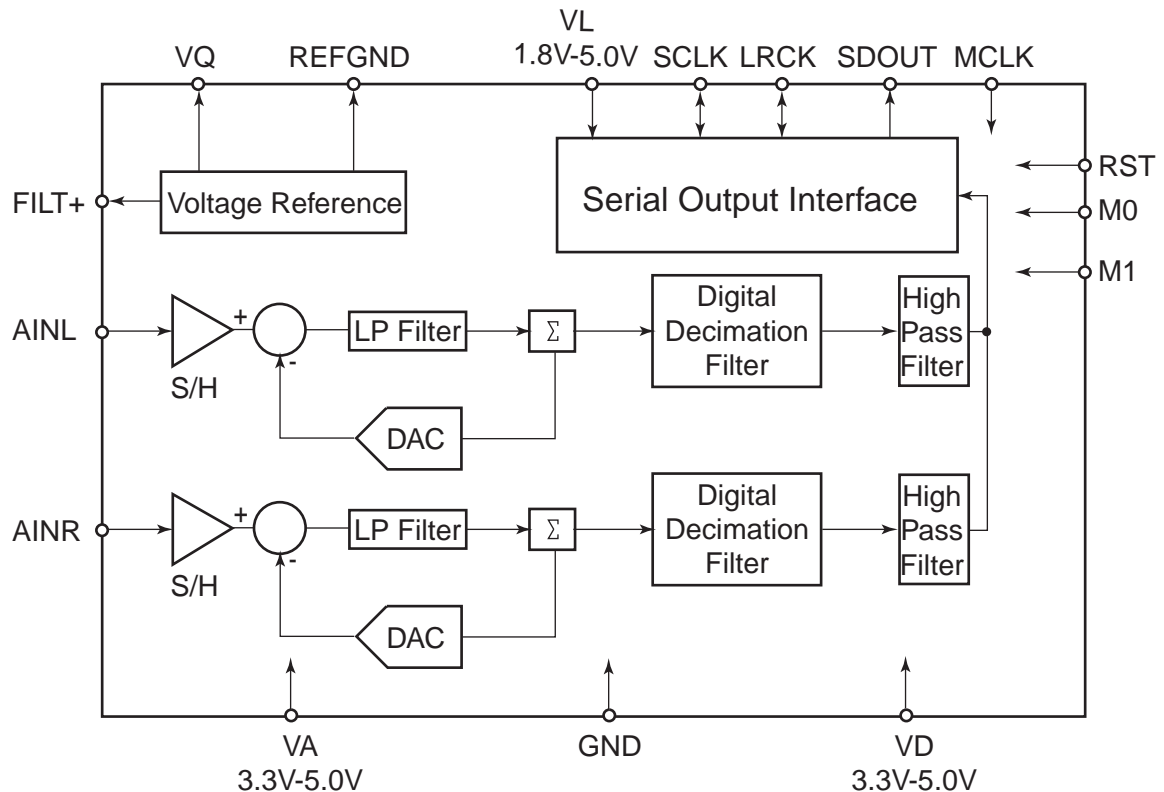 VL
VQ REFGND 1.8V-5.0V SCLK LRCK SDOUT MCLK
RST
FILT+ Voltage Reference Serial Output Interface M0
M1
AINL
+
-
S/H
LP Filter
Σ
DAC
Digital
Decimation
Filter
High
Pass
Filter
AINR
+
-
S/H
LP Filter
Σ
DAC
Digital
Decimation
Filter
High
Pass
Filter
VA
3.3V-5.0V
GND
VD
3.3V-5.0V